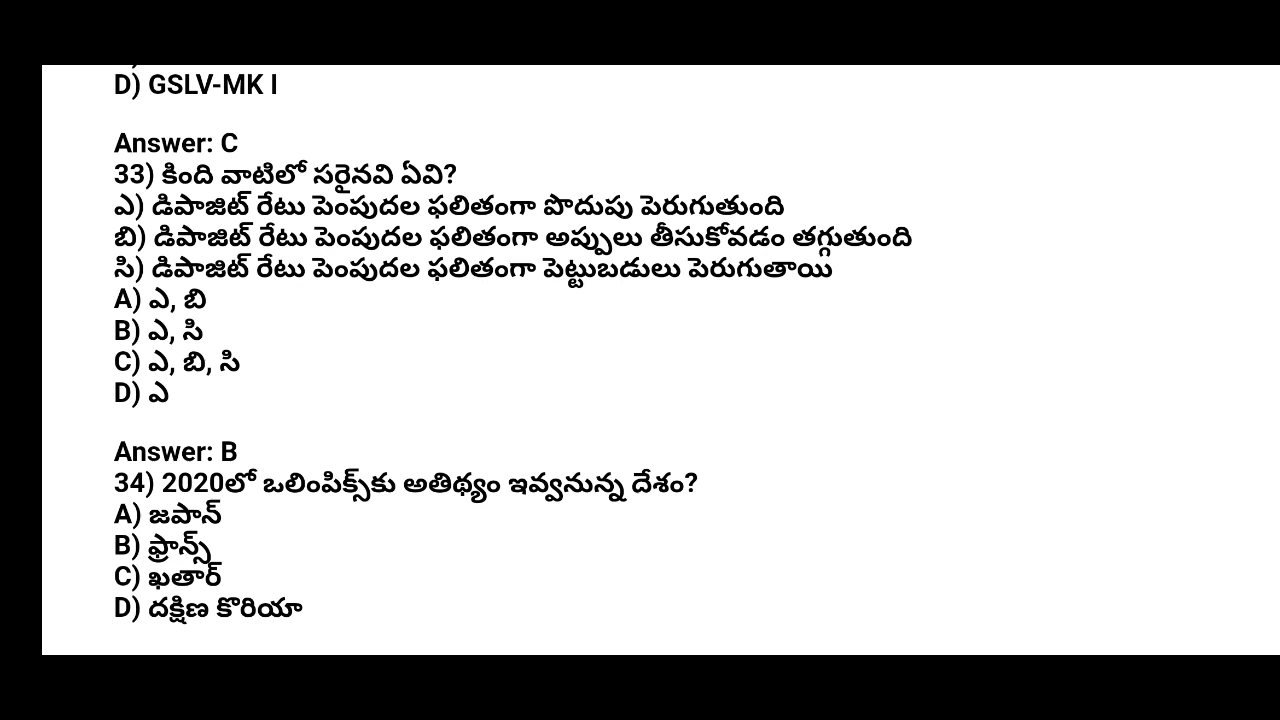 D) GSLV-MK I
Answer: C
33) కింది వాటిలో సరైనవి ఏవి?
ఎ) డిపాజిట్ రేటు పెంపుదల ఫలితంగా పొదుపు పెరుగుతుంది
బి) డిపాజిట్ రేటు పెంపుదల ఫలితంగా అప్పులు తీసుకోవడం తగ్గుతుంది
సి) డిపాజిట్ రేటు పెంపుదల ఫలితంగా పెట్టుబడులు పెరుగుతాయి
A) ఎ, బి
B) ఎ, సి
C) ఎ, బి, సి
D) ఎ
Answer: B
34) 2020లో ఒలింపిక్స్‌కు అతిథ్యం ఇవ్వనున్న దేశం?
A) జపాన్
B) ఫ్రాన్స్
C) ఖతార్
D) దక్షిణ కొరియా